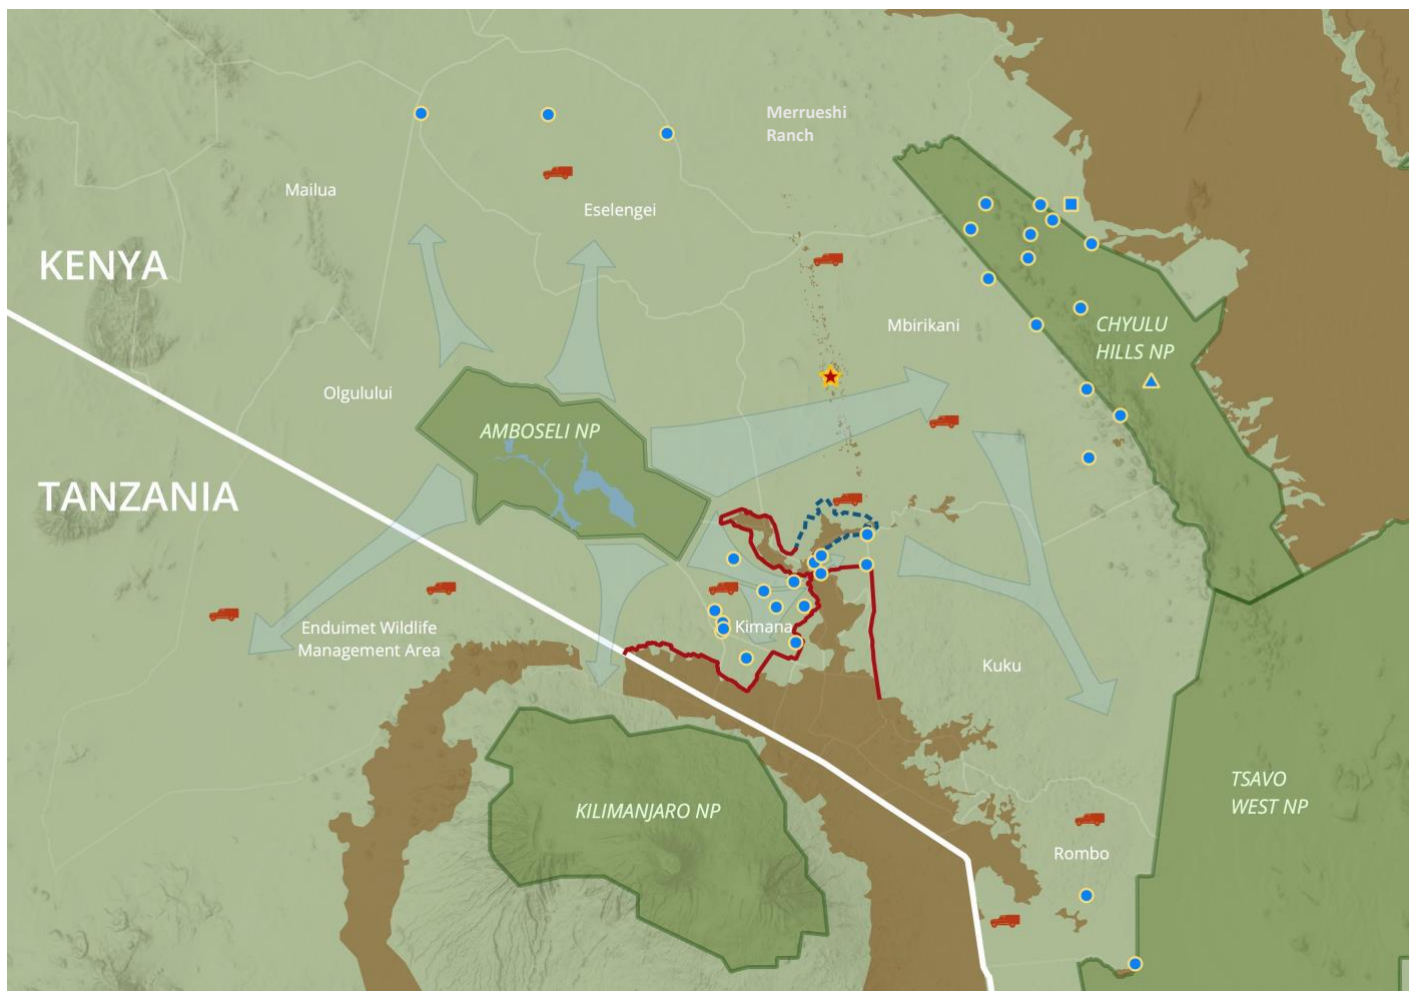 Merrueshi
Ranch
Mailua
Eselengei
KENYA
Mbirikani
CHYULU
HILLS NP
Olgulului
AMBOSELI NP
TANZANIA
Enduimet Wildlife
Management Area
Kimana
Kuku
TSAVO
WEST NP
KILIMANJARO NP
Rombo